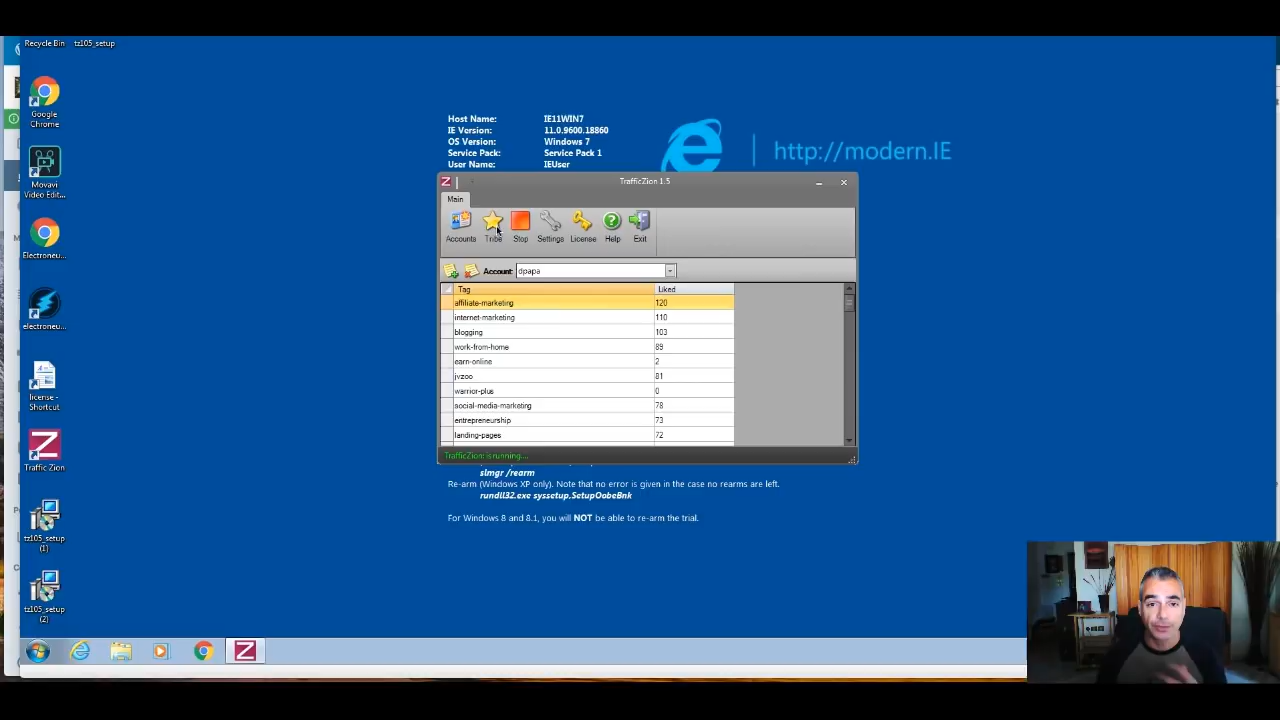 Recycle Bin
tz105_setup
Google
Chrome
Movavi
Video Edit...
Electroneu...
electroneu...
license -
Shortcut
Traffic Zion
tz105_setup
(1)
tz105_setup
(2)
Host Name: IE11WIN7
IE Version: 11.0.9600.18860
OS Version: Windows 7
Service Pack: Service Pack 1
User Name: IEUser
http://modern.IE
TrafficZion 1.5
Main
Accounts Tribe Stop Settings License Help Exit
Account: dpapa
Tag Liked
affiliate-marketing 120
internet-marketing 110
blogging 103
work-from-home 89
earn-online 2
jvzoo 81
warrior-plus 0
social-media-marketing 78
entrepreneurship 73
landing-pages 72
TrafficZion: is running....
slmgr /rearm
Re-arm (Windows XP only). Note that no error is given in the case no rearms are left.
rundll32.exe syssetup,SetupOobeBnk
For Windows 8 and 8.1, you will NOT be able to re-arm the trial.